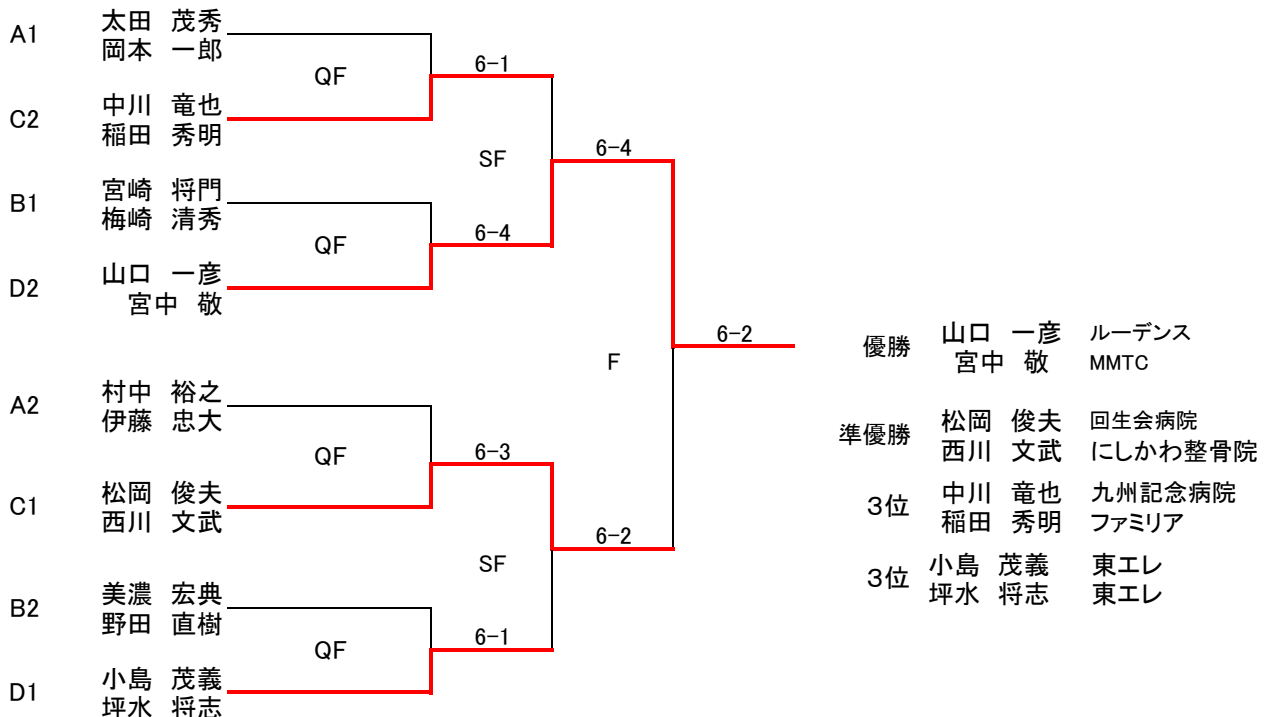 A1
太田 茂秀
岡本 一郎
QF
6-1
C2
中川 竜也
稲田 秀明
SF
6-4
B1
宮崎 将門
梅崎 清秀
QF
6-4
D2
山口 一彦
宮中 敬
F
6-2
A2
村中 裕之
伊藤 忠大
QF
6-3
C1
松岡 俊夫
西川 文武
SF
6-2
B2
美濃 宏典
野田 直樹
QF
6-1
D1
小島 茂義
坪水 将志
優勝 山口 一彦 ルーデンス
宮中 敬 MMTC
準優勝 松岡 俊夫 回生会病院
西川 文武 にしかわ整骨院
3位 中川 竜也 九州記念病院
稲田 秀明 ファミリア
3位 小島 茂義 東エレ
坪水 将志 東エレ